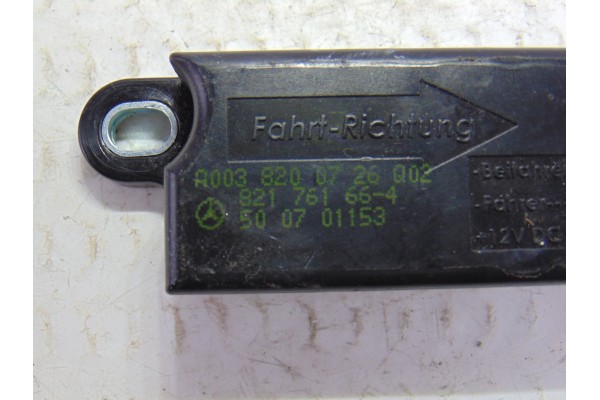 Fahrt-Richtung
A003 820 07 26 Q02
821 761 66-4
50 07 01153
-Beifahre
-Fahrer-
+12V DC